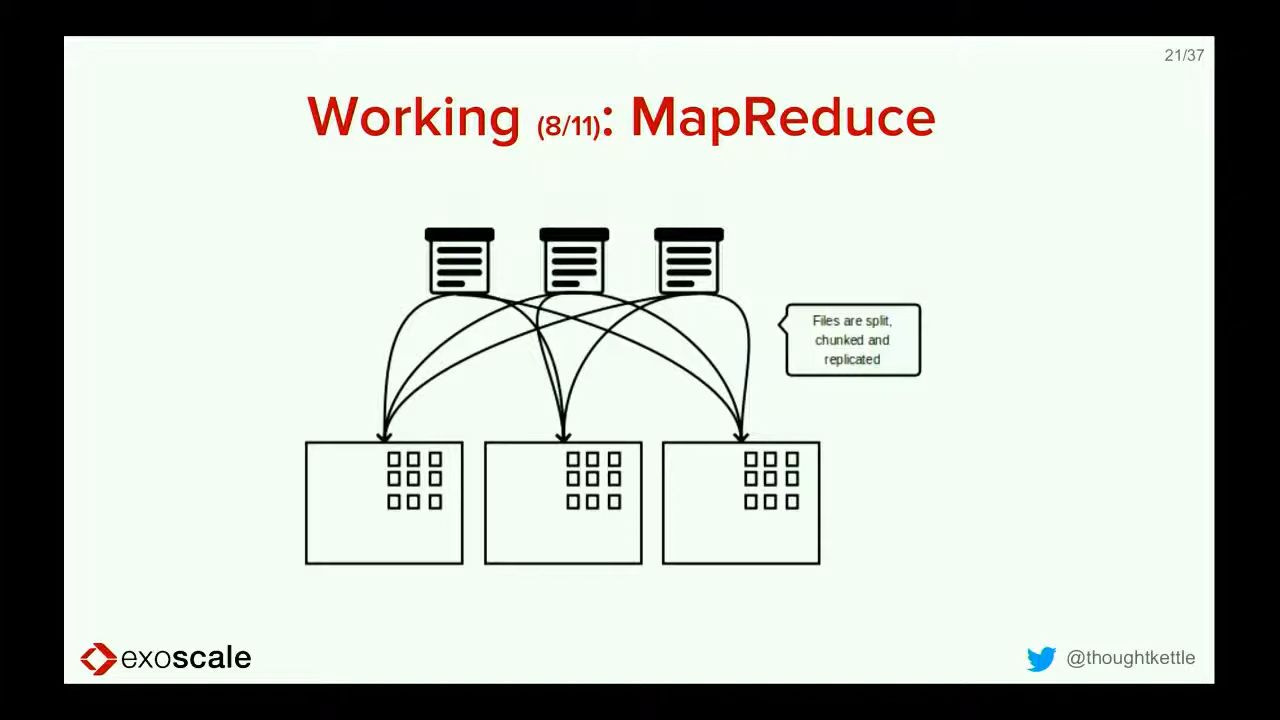 21/37
Working (8/11): MapReduce
Files are split,
chunked and
replicated
exoscale
@thoughtkettle